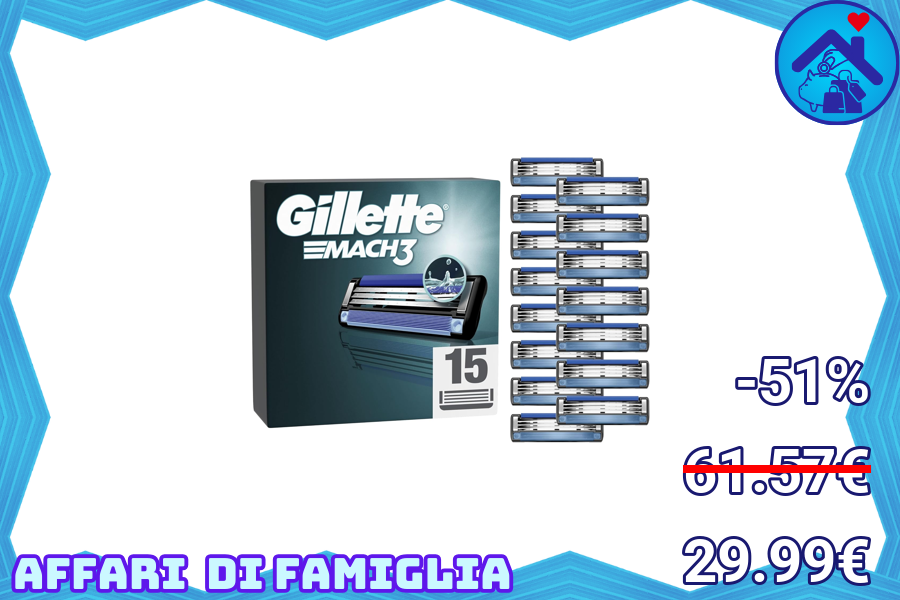 Gillette®
MACH3
15
-51%
61.57€
29.99€
AFFARI DI FAMIGLIA